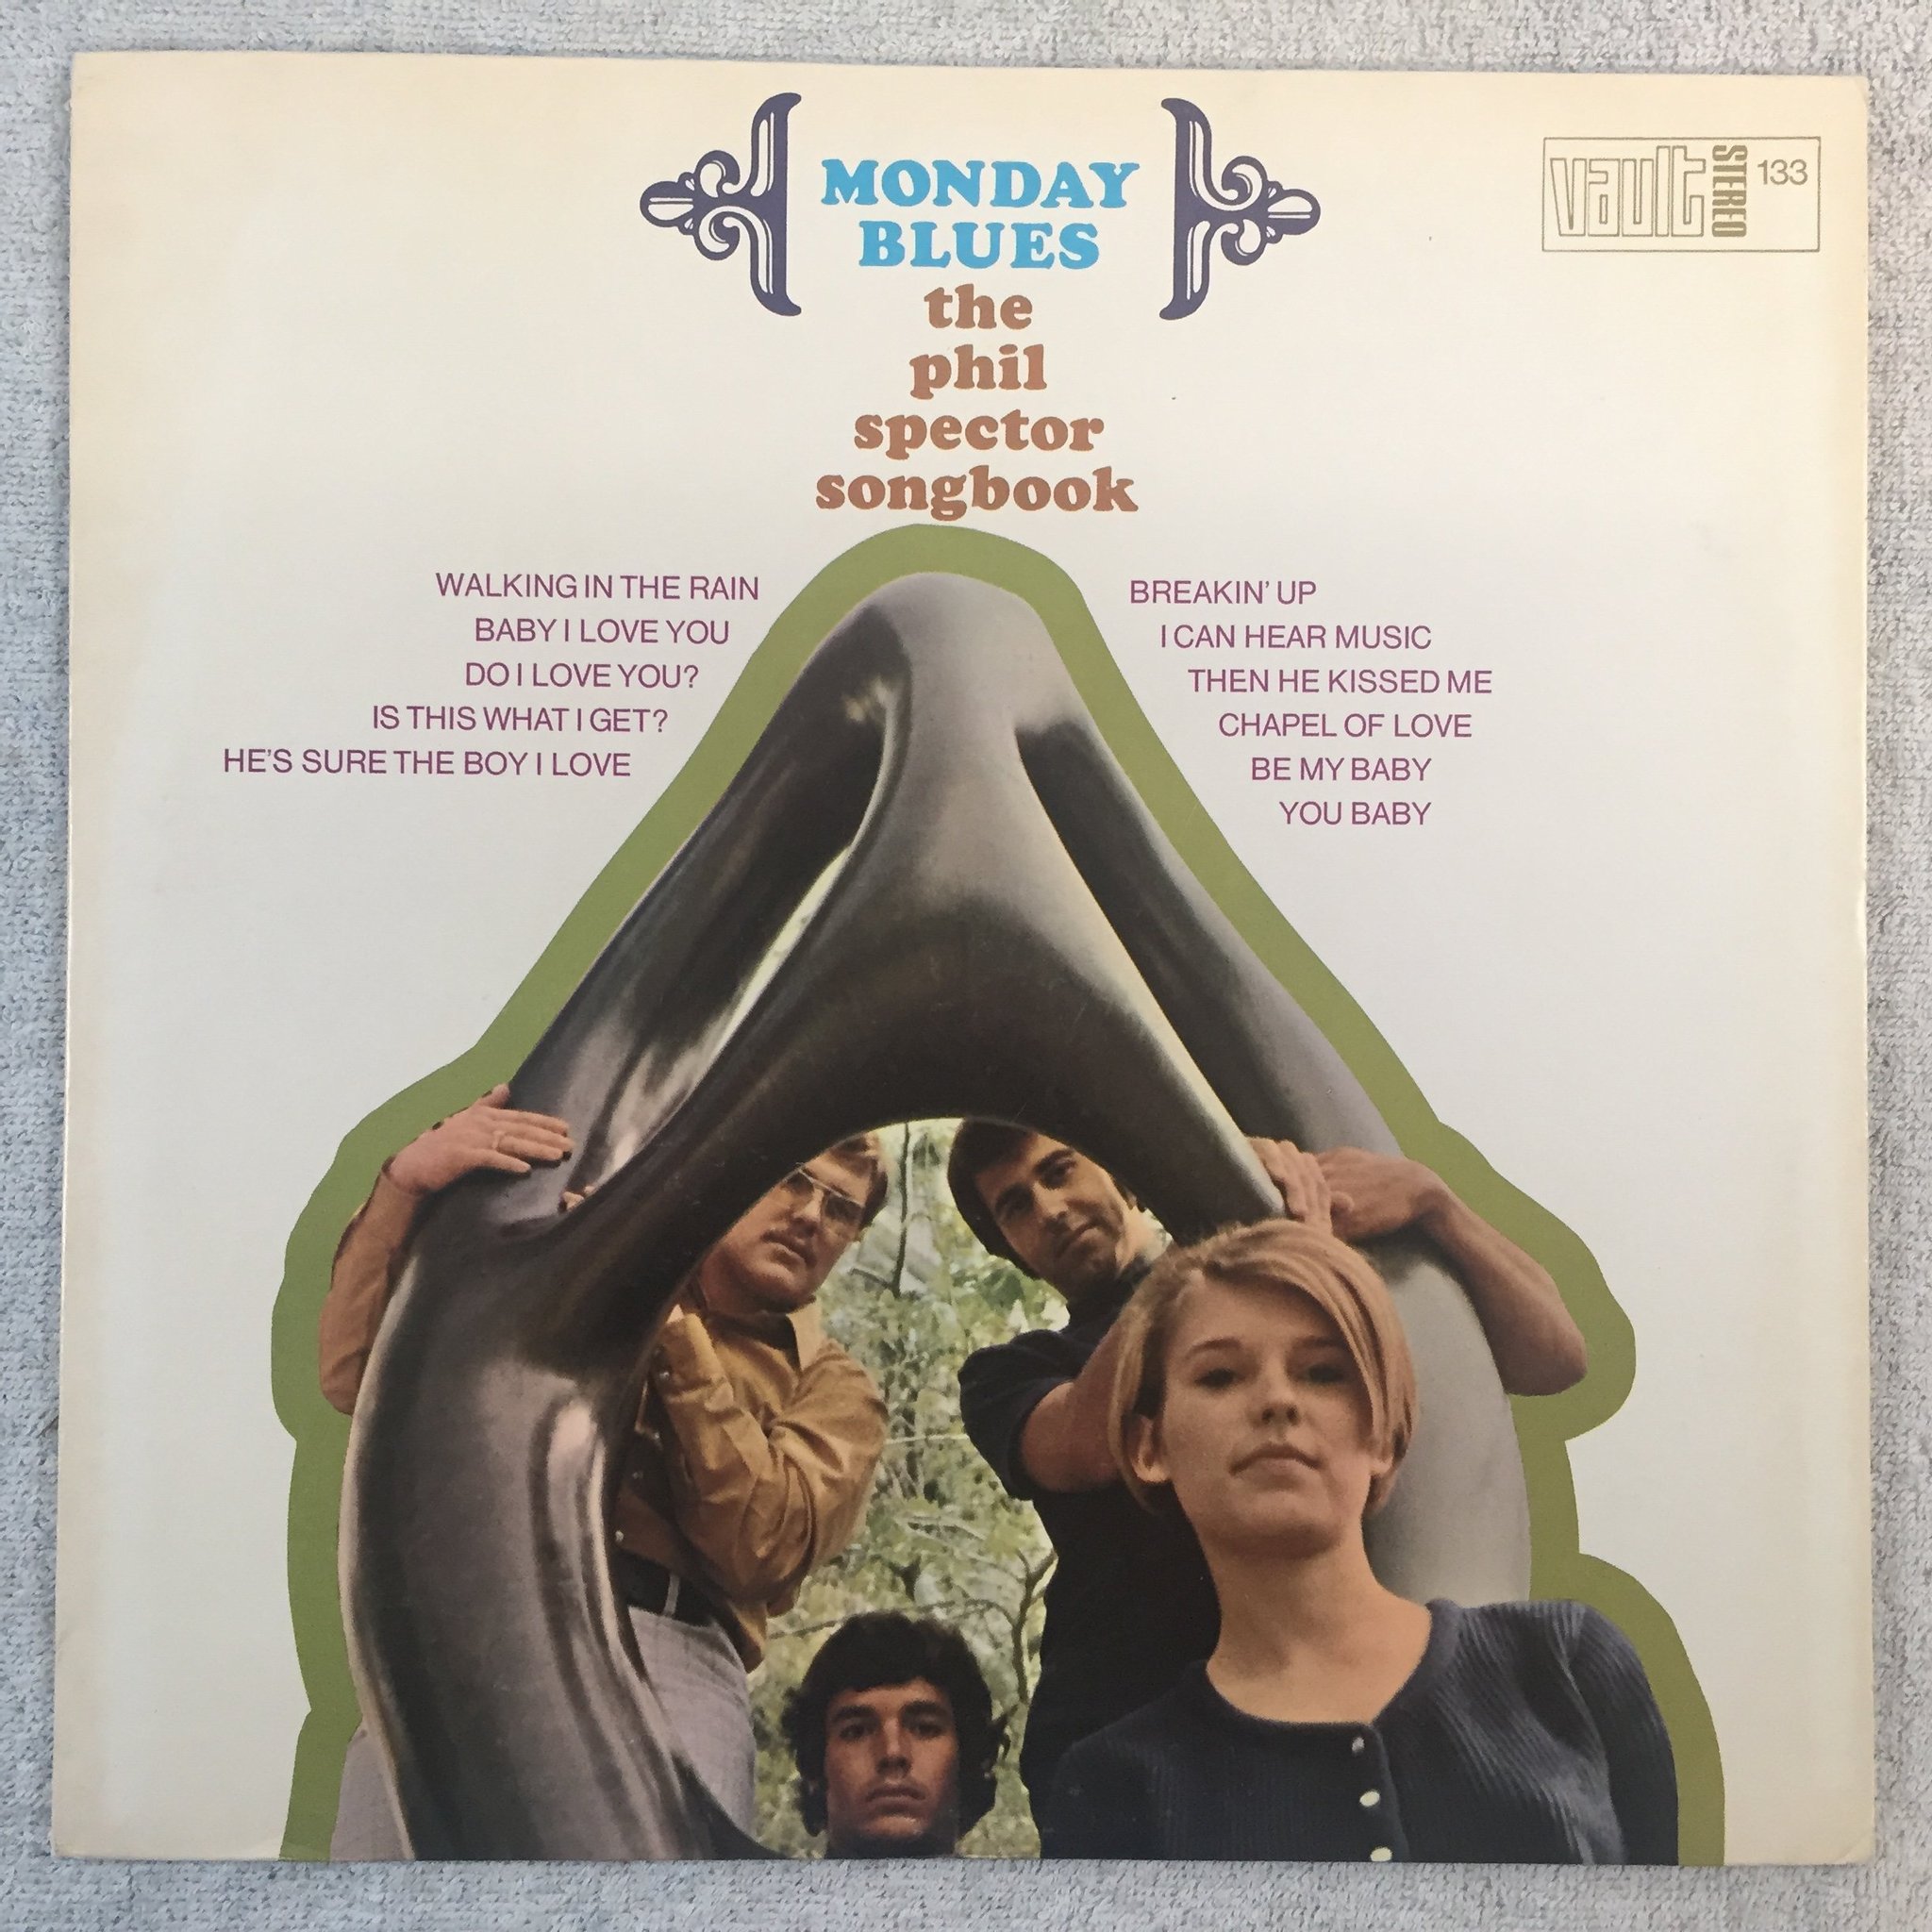 MONDAY
BLUES
the
phil
spector
songbook
vault STEREO 133
WALKING IN THE RAIN
BABY I LOVE YOU
DO I LOVE YOU?
IS THIS WHAT I GET?
HE'S SURE THE BOY I LOVE
BREAKIN' UP
I CAN HEAR MUSIC
THEN HE KISSED ME
CHAPEL OF LOVE
BE MY BABY
YOU BABY